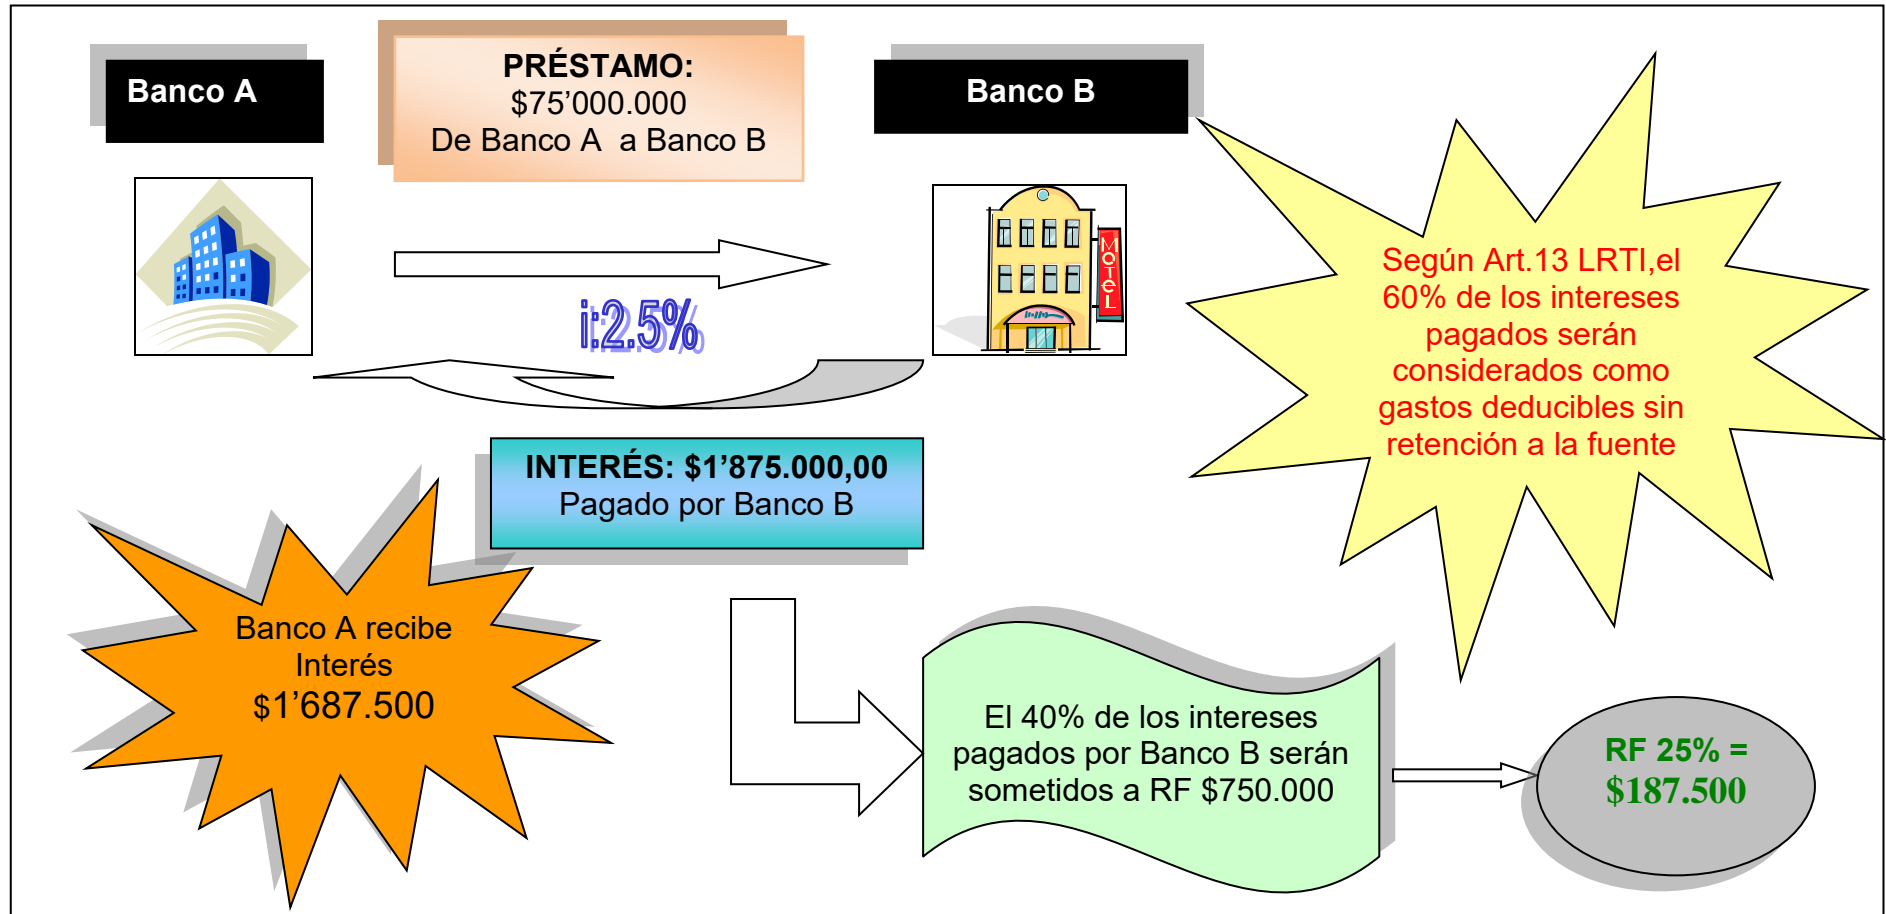 Banco A
PRÉSTAMO:
$75’000.000
De Banco A  a Banco B
Banco B
MOTEL
i:2.5%
Según Art.13 LRTI,el
60% de los intereses
pagados serán
considerados como
gastos deducibles sin
retención a la fuente
INTERÉS: $1’875.000,00
Pagado por Banco B
Banco A recibe
Interés
$1’687.500
El 40% de los intereses
pagados por Banco B serán
sometidos a RF $750.000
RF 25% =
$187.500